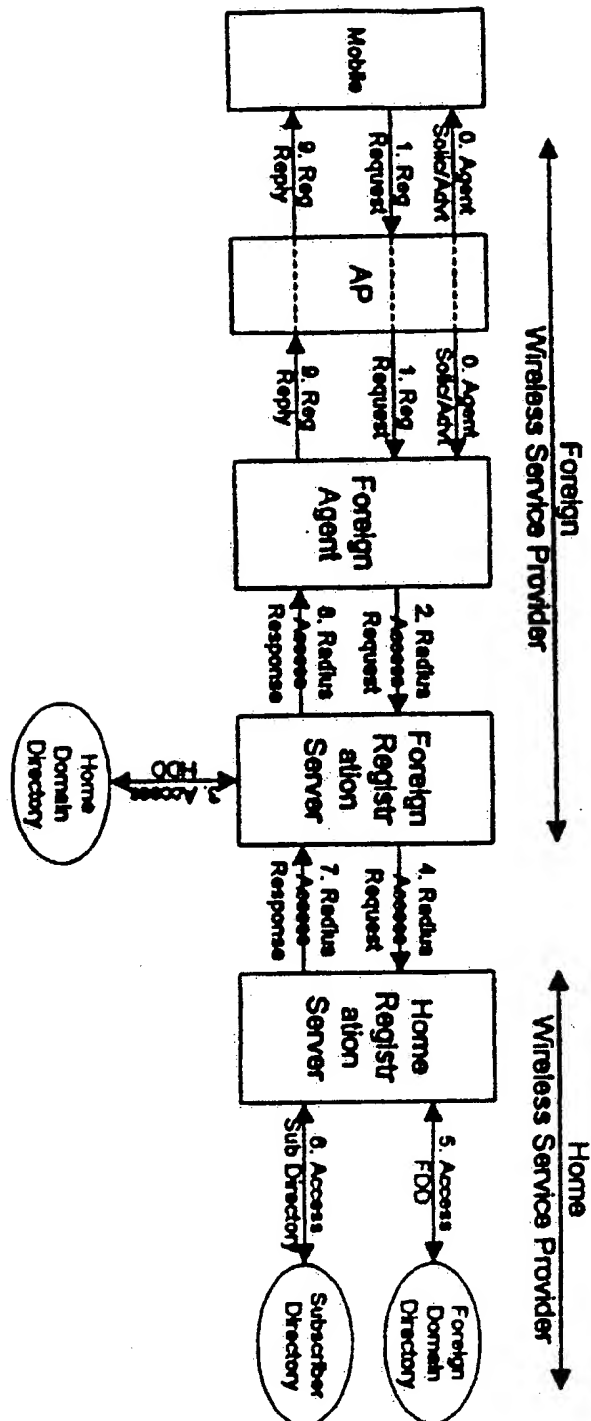 Foreign
Wireless Service Provider
Home
Wireless Service Provider
Mobile
0. Agent
Solic/Advt
1. Reg
Request
9. Reg
Reply
AP
0. Agent
Solic/Advt
1. Reg
Request
9. Reg
Reply
Foreign
Agent
2. Radius
Access
Request
8. Radius
Access
Response
Foreign
Registr
ation
Server
3. Access
HDD
Home
Domain
Directory
4. Radius
Access
Request
7. Radius
Access
Response
Home
Registr
ation
Server
5. Access
FDD
6. Access
Sub Directory
Foreign
Domain
Directory
Subscriber
Directory